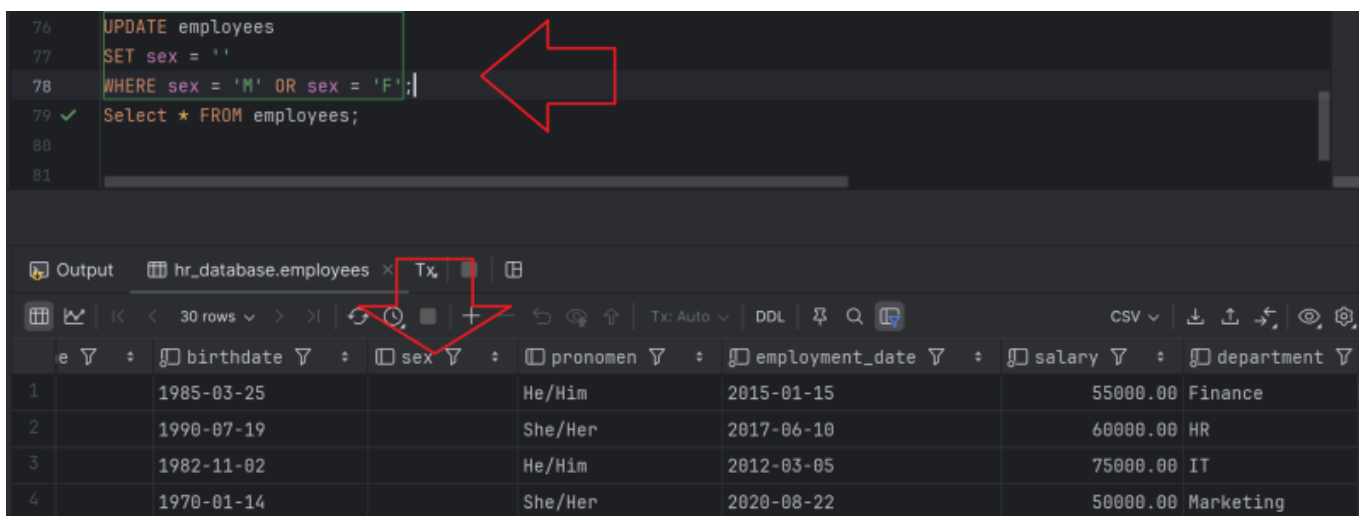 76 UPDATE employees
77 SET sex = ''
78 WHERE sex = 'M' OR sex = 'F';
79 Select * FROM employees;
80
81
Output hr_database.employees × Tx
30 rows Tx: Auto DDL CSV
e birthdate sex pronomen employment_date salary department
1 1985-03-25 He/Him 2015-01-15 55000.00 Finance
2 1990-07-19 She/Her 2017-06-10 60000.00 HR
3 1982-11-02 He/Him 2012-03-05 75000.00 IT
4 1970-01-14 She/Her 2020-08-22 50000.00 Marketing